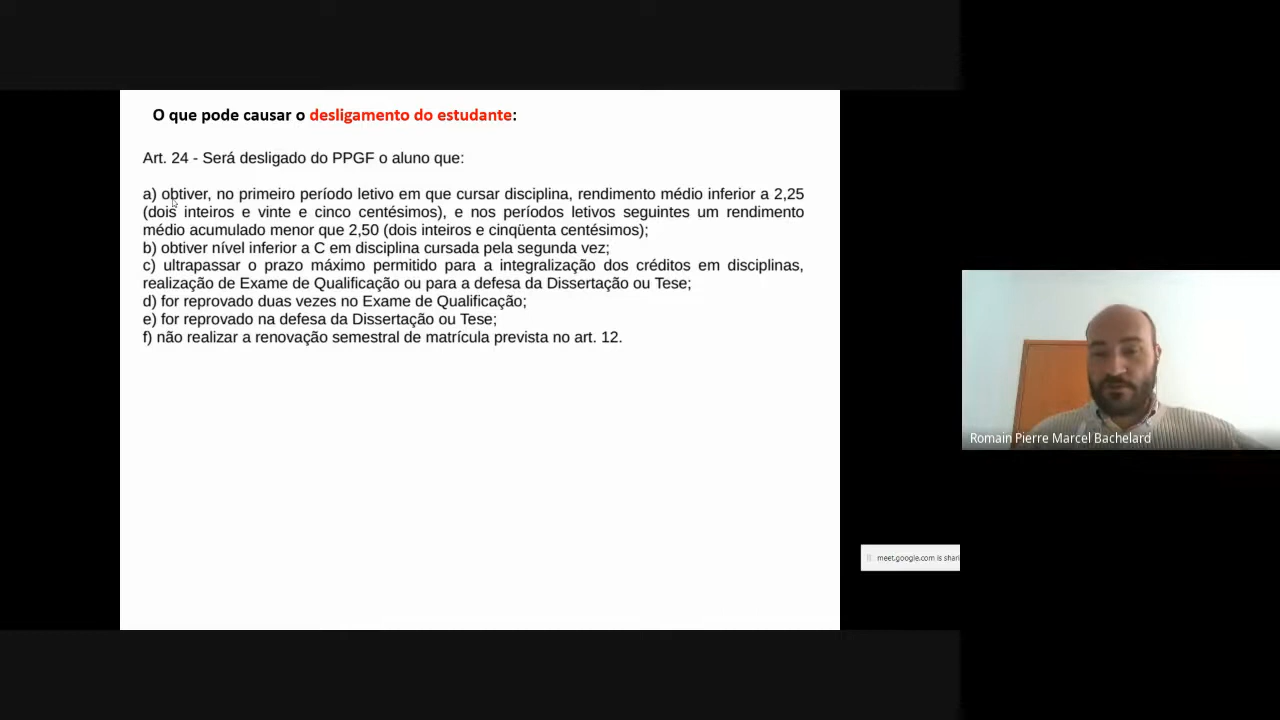 O que pode causar o desligamento do estudante:
Art. 24 - Será desligado do PPGF o aluno que:
a) obtiver, no primeiro período letivo em que cursar disciplina, rendimento médio inferior a 2,25
(dois inteiros e vinte e cinco centésimos), e nos períodos letivos seguintes um rendimento
médio acumulado menor que 2,50 (dois inteiros e cinqüenta centésimos);
b) obtiver nível inferior a C em disciplina cursada pela segunda vez;
c) ultrapassar o prazo máximo permitido para a integralização dos créditos em disciplinas,
realização de Exame de Qualificação ou para a defesa da Dissertação ou Tese;
d) for reprovado duas vezes no Exame de Qualificação;
e) for reprovado na defesa da Dissertação ou Tese;
f) não realizar a renovação semestral de matrícula prevista no art. 12.
Romain Pierre Marcel Bachelard
meet.google.com is shari